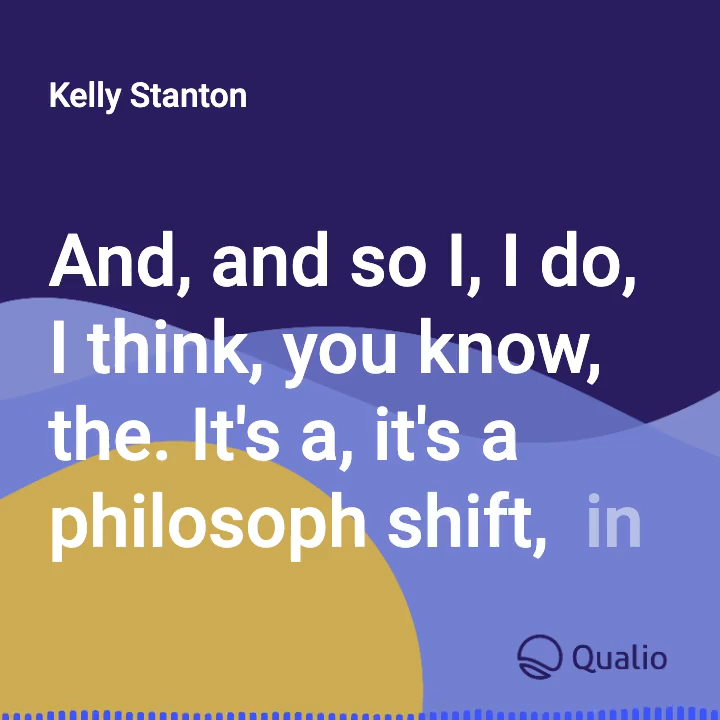 Kelly Stanton
And, and so I, I do,
I think, you know,
the. It's a, it's a
philosoph shift, in
Qualio